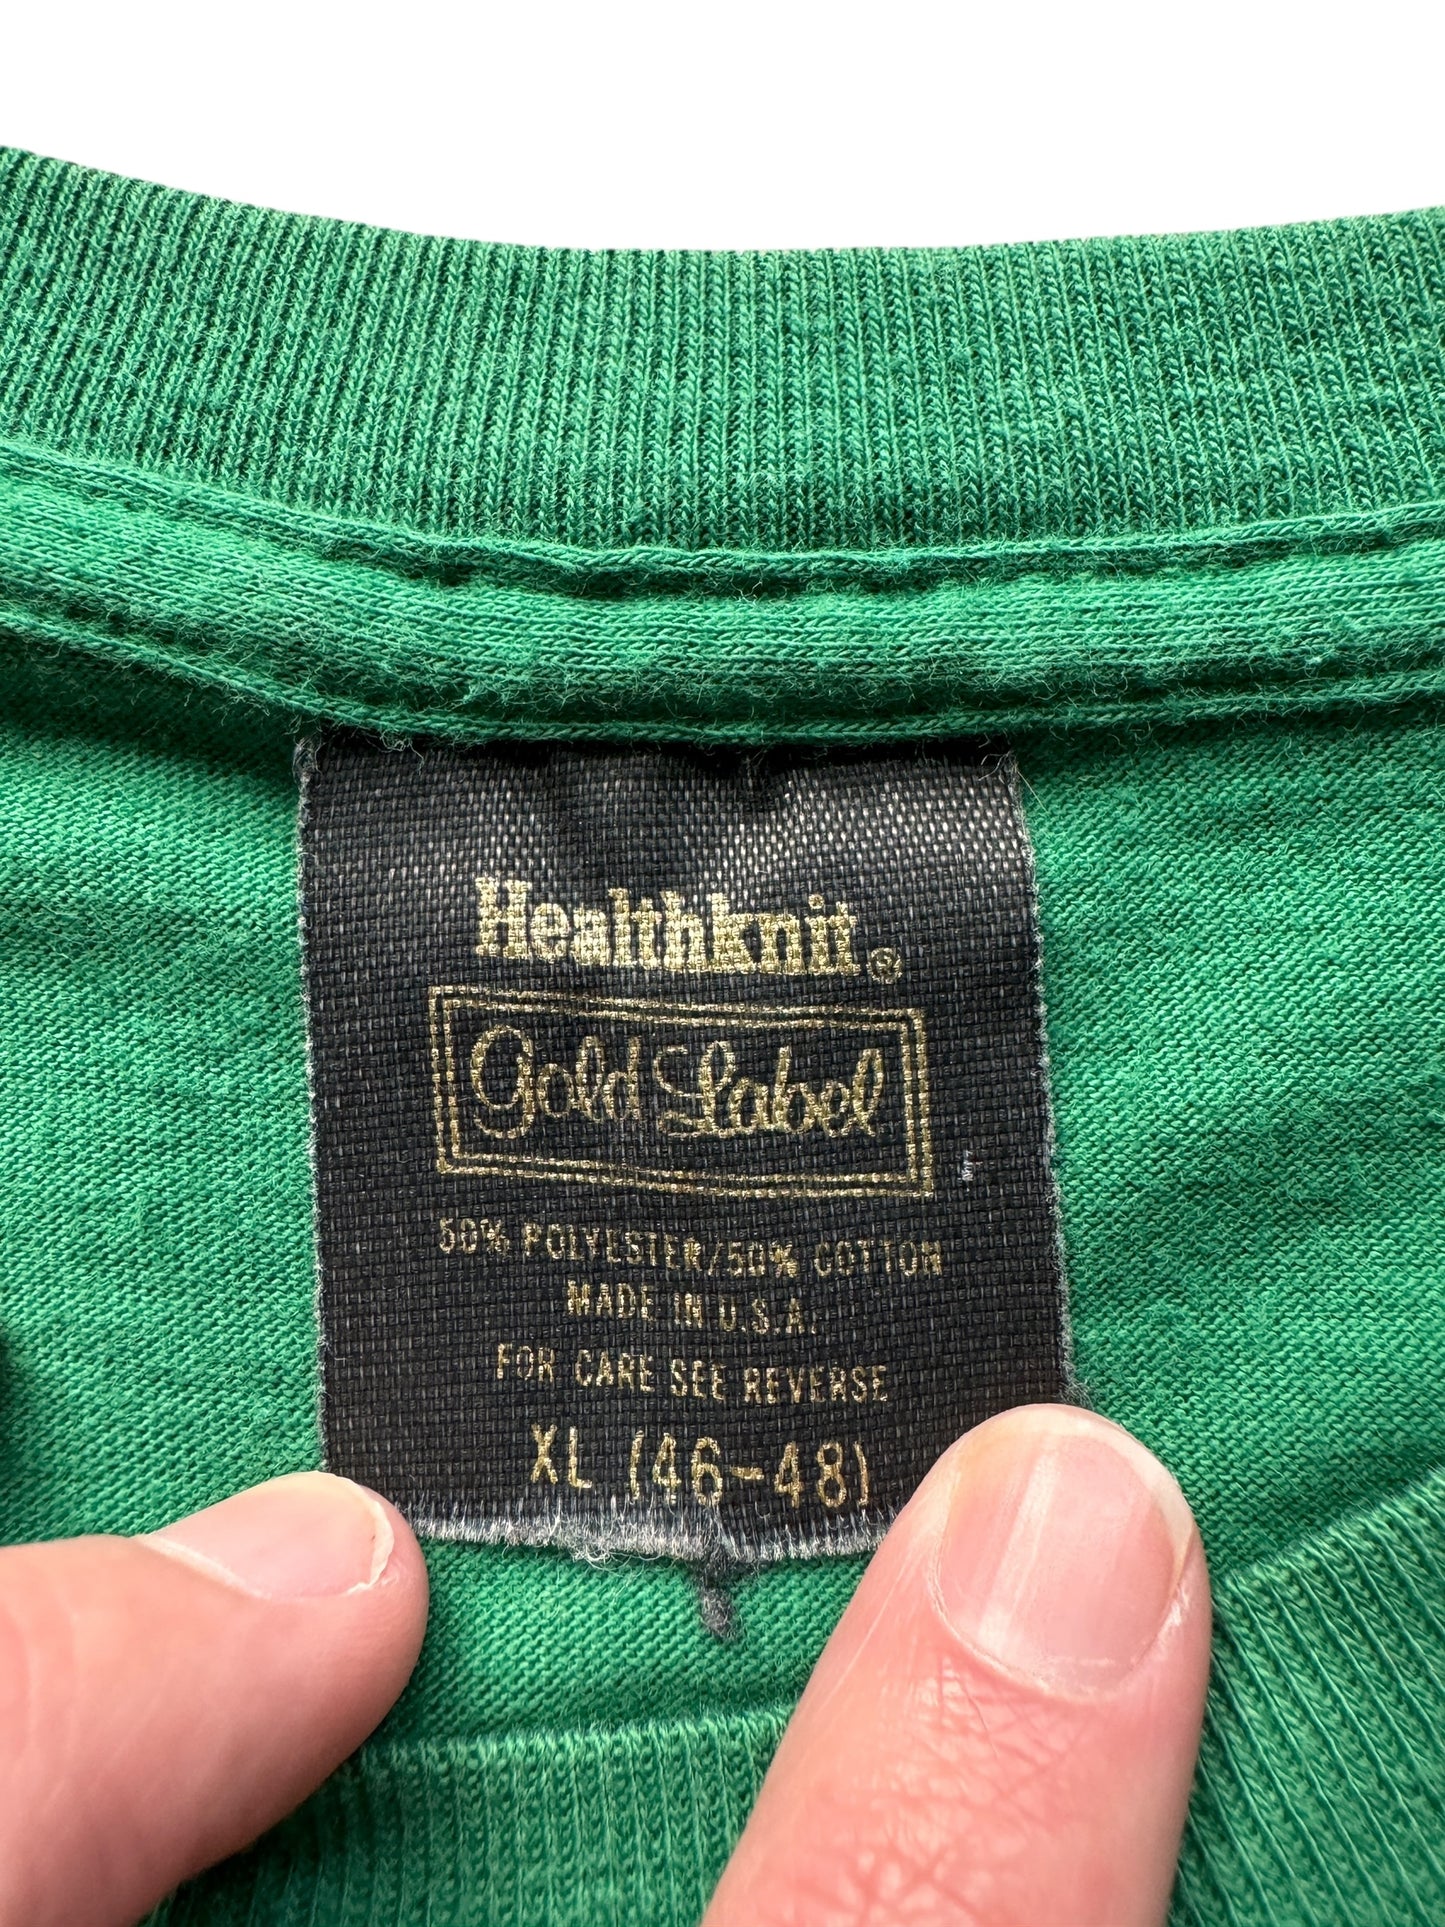 Healthknit®
Gold Label
50% POLYESTER/50% COTTON
MADE IN U.S.A.
FOR CARE SEE REVERSE
XL (46-48)